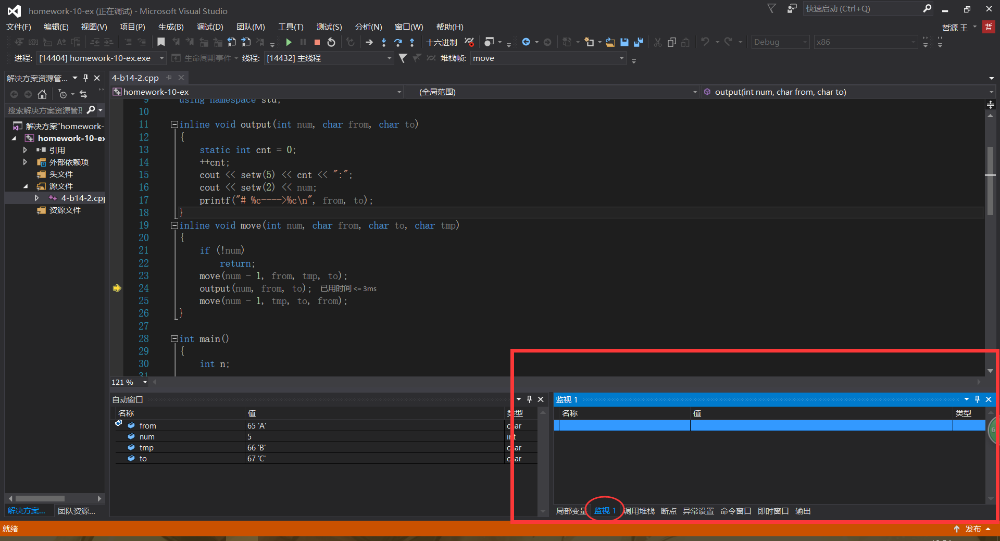 homework-10-ex (正在调试) - Microsoft Visual Studio
快速启动 (Ctrl+Q)
文件(F) 编辑(E) 视图(V) 项目(P) 生成(B) 调试(D) 团队(M) 工具(T) 测试(S) 分析(N) 窗口(W) 帮助(H)
哲源 王 哲
十六进制 Debug x86
进程: [14404] homework-10-ex.exe 生命周期事件 线程: [14432] 主线程 堆栈帧: move
解决方案资源管...
4-b14-2.cpp
homework-10-ex (全局范围) output(int num, char from, char to)
搜索解决方案资源管理
解决方案"homework-
homework-10-ex
引用
外部依赖项
头文件
源文件
4-b14-2.cpp
资源文件
9 using namespace std;
10
11 inline void output(int num, char from, char to)
12 {
13 static int cnt = 0;
14 ++cnt;
15 cout << setw(5) << cnt << ":";
16 cout << setw(2) << num;
17 printf("# %c---->%c\n", from, to);
18 }
19 inline void move(int num, char from, char to, char tmp)
20 {
21 if (!num)
22 return;
23 move(num - 1, from, tmp, to);
24 output(num, from, to); 已用时间 <= 3ms
25 move(num - 1, tmp, to, from);
26 }
27
28 int main()
29 {
30 int n;
31
121 %
自动窗口
名称 值 类型
from 65 'A' char
num 5 int
tmp 66 'B' char
to 67 'C' char
监视 1
名称 值 类型
6
解决方案... 团队资源...
局部变量 监视 1 调用堆栈 断点 异常设置 命令窗口 即时窗口 输出
就绪
发布